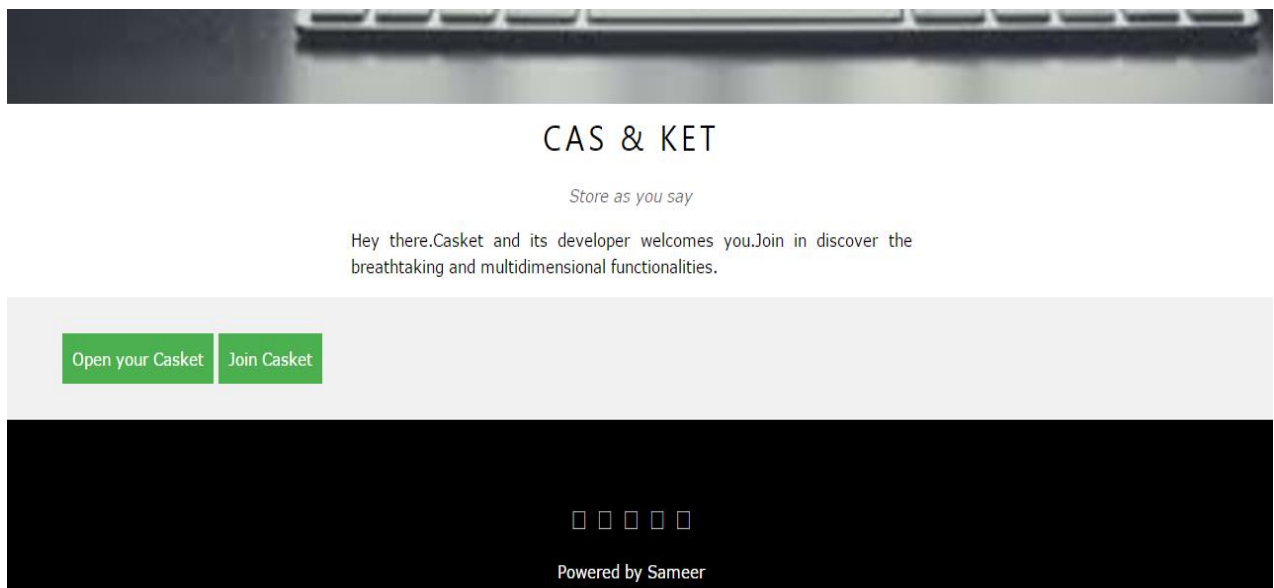 CAS & KET
Store as you say
Hey there.Casket and its developer welcomes you.Join in discover the
breathtaking and multidimensional functionalities.
Open your Casket
Join Casket
Powered by Sameer